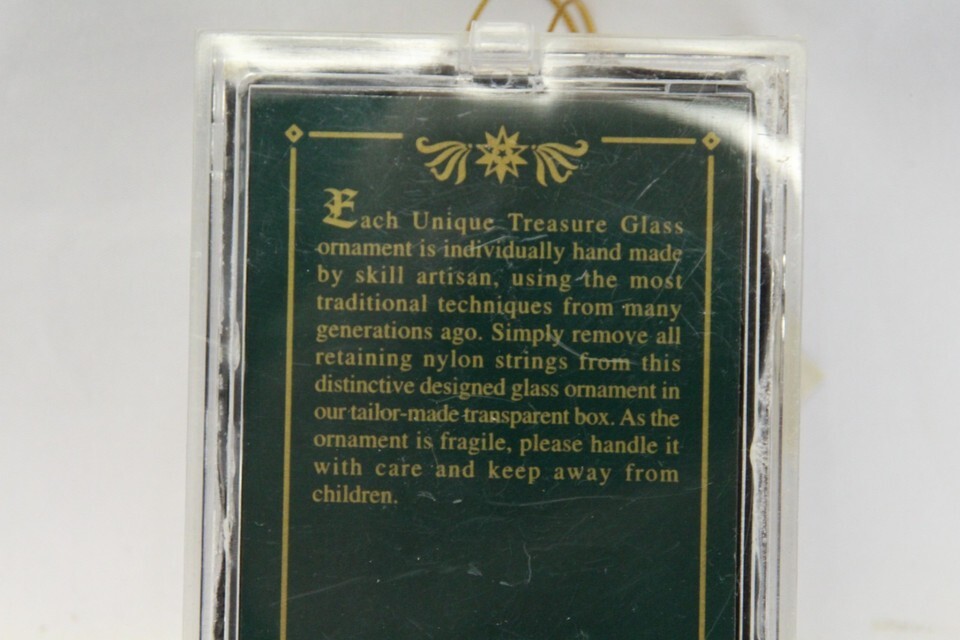 Each Unique Treasure Glass
ornament is individually hand made
by skill artisan, using the most
traditional techniques from many
generations ago. Simply remove all
retaining nylon strings from this
distinctive designed glass ornament in
our tailor-made transparent box. As the
ornament is fragile, please handle it
with care and keep away from
children.